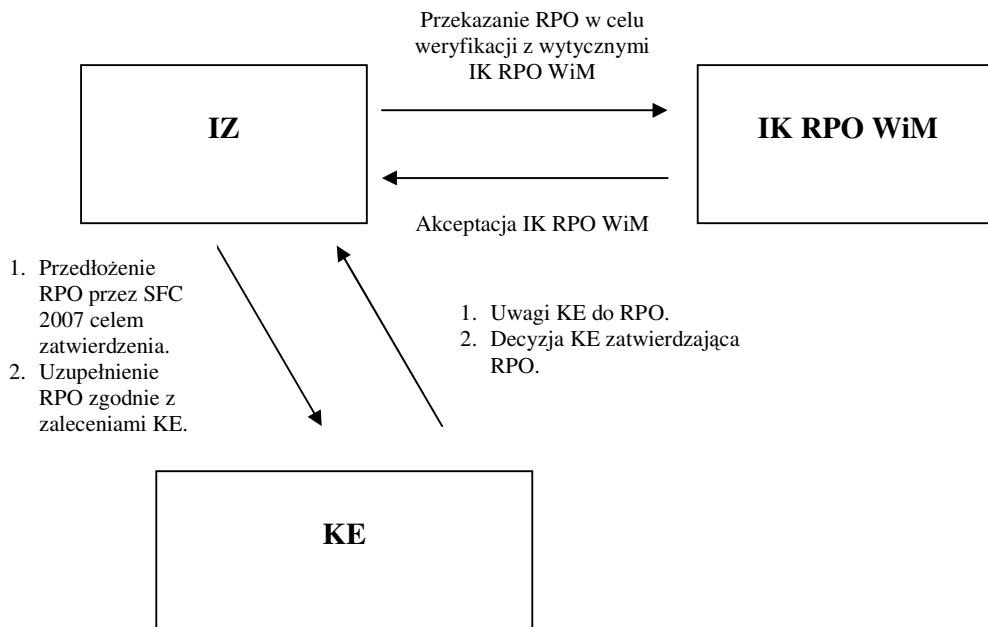 Przekazanie RPO w celu
weryfikacji z wytycznymi
IK RPO WiM
IZ
IK RPO WiM
Akceptacja IK RPO WiM
1. Przedłożenie
RPO przez SFC
2007 celem
zatwierdzenia.
2. Uzupełnienie
RPO zgodnie z
zaleceniami KE.
1. Uwagi KE do RPO.
2. Decyzja KE zatwierdzająca
RPO.
KE